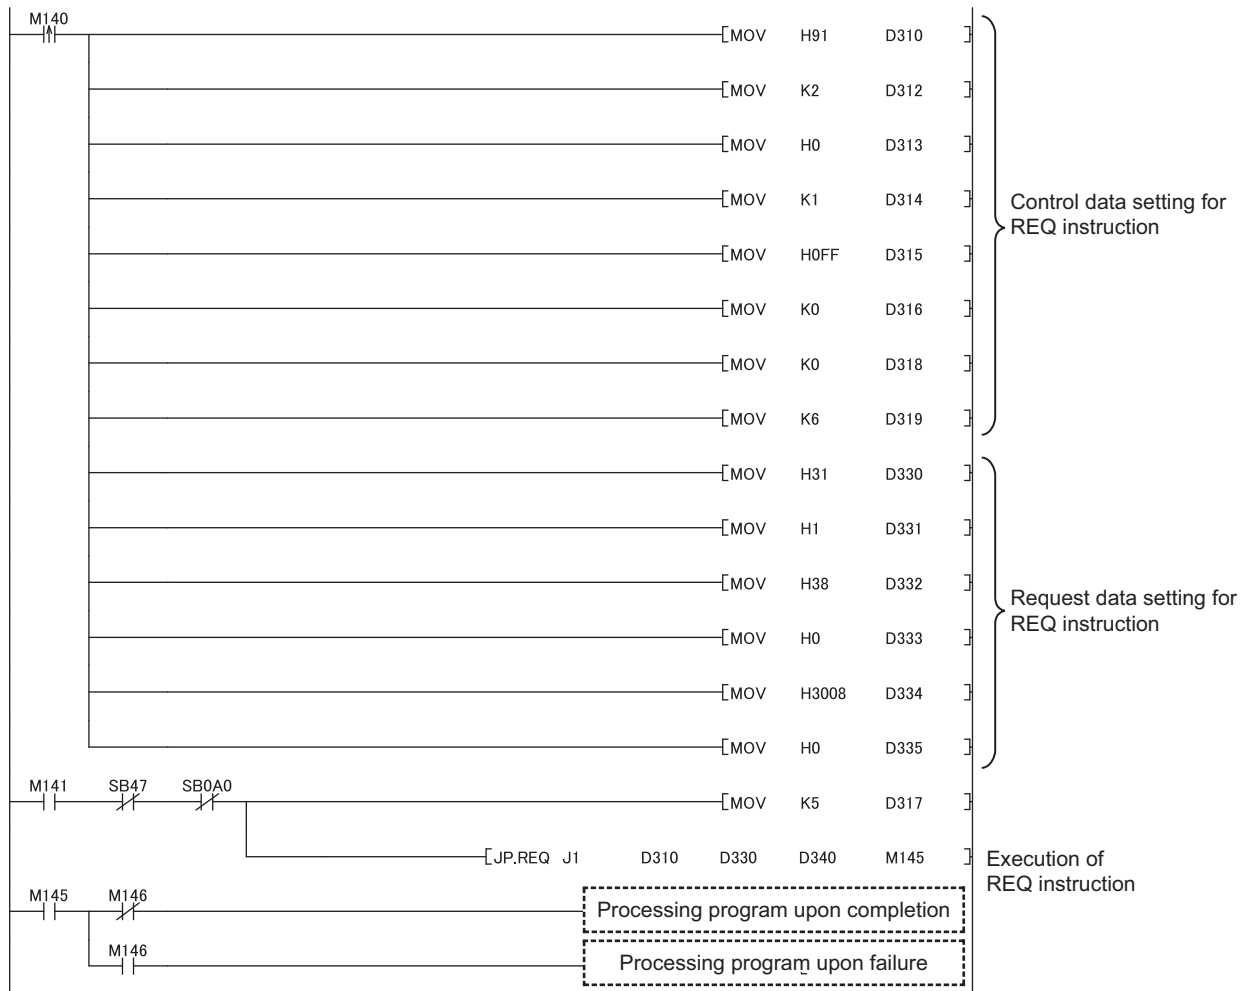 M140
MOV H91 D310
MOV K2 D312
MOV H0 D313
MOV K1 D314
MOV H0FF D315
MOV K0 D316
MOV K0 D318
MOV K6 D319
Control data setting for
REQ instruction
MOV H31 D330
MOV H1 D331
MOV H38 D332
MOV H0 D333
MOV H3008 D334
MOV H0 D335
Request data setting for
REQ instruction
M141 SB47 SB0A0
MOV K5 D317
JP.REQ J1 D310 D330 D340 M145
Execution of
REQ instruction
M145 M146
Processing program upon completion
M146
Processing program upon failure